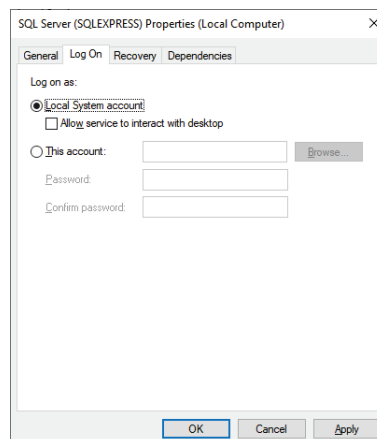 SQL Server (SQLEXPRESS) Properties (Local Computer)
General Log On Recovery Dependencies
Log on as:
Local System account
Allow service to interact with desktop
This account: Browse...
Password:
Confirm password:
OK Cancel Apply